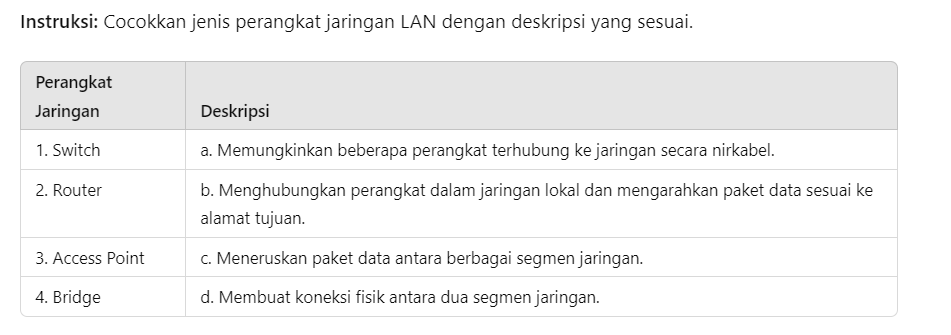 Instruksi: Cocokkan jenis perangkat jaringan LAN dengan deskripsi yang sesuai.
Perangkat
Jaringan Deskripsi
1. Switch a. Memungkinkan beberapa perangkat terhubung ke jaringan secara nirkabel.
2. Router b. Menghubungkan perangkat dalam jaringan lokal dan mengarahkan paket data sesuai ke
alamat tujuan.
3. Access Point c. Meneruskan paket data antara berbagai segmen jaringan.
4. Bridge d. Membuat koneksi fisik antara dua segmen jaringan.